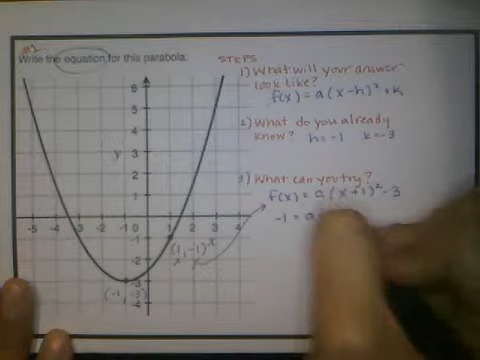 #2
Write the equation for this parabola.
STEPS
1) What will your answer
look like?
f(x) = a(x-h)² + k
2) What do you already
know? h=-1 k=-3
3) What can you try?
f(x) = a(x+1)² - 3
-1 = a
6
5
4
3
y
-5 -4 -3 -2 -1 1 2 3 4
-1
-2
-3
-4
(1, -1)
(-1, -3)